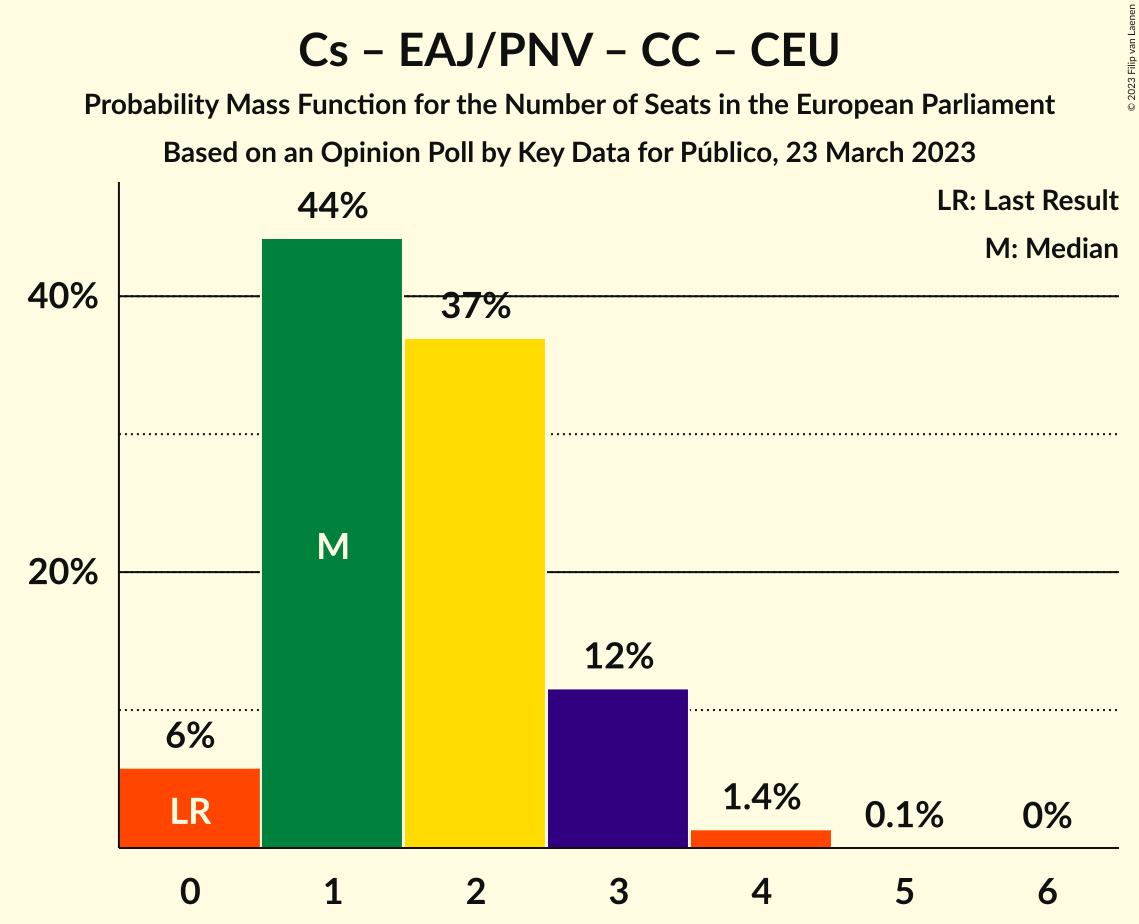 Cs – EAJ/PNV – CC – CEU
Probability Mass Function for the Number of Seats in the European Parliament
Based on an Opinion Poll by Key Data for Público, 23 March 2023
© 2023 Filip van Laenen
LR: Last Result
M: Median
44%
40%
37%
M
20%
12%
6%
LR
1.4%
0.1%
0%
0 1 2 3 4 5 6